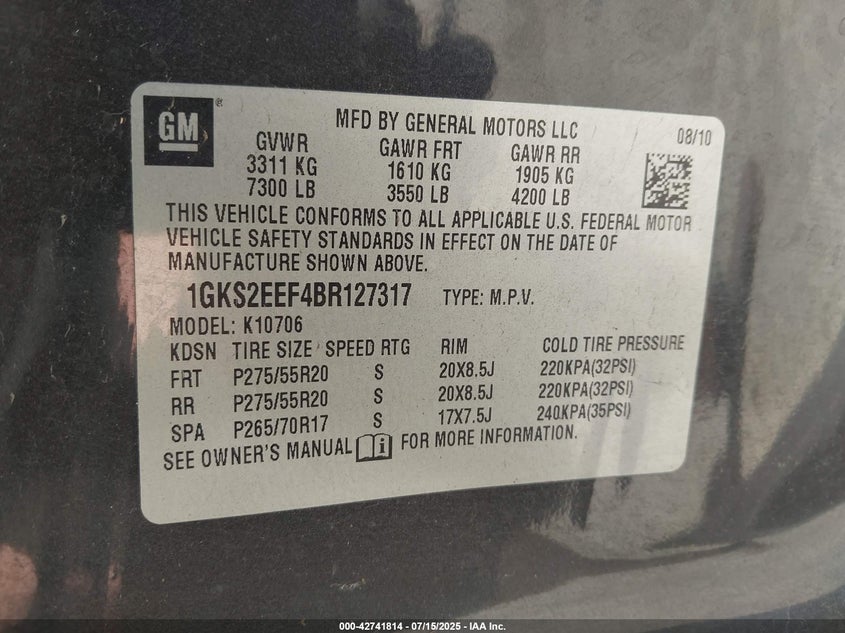 GM
MFD BY GENERAL MOTORS LLC
08/10
GVWR GAWR FRT GAWR RR
3311 KG 1610 KG 1905 KG
7300 LB 3550 LB 4200 LB
THIS VEHICLE CONFORMS TO ALL APPLICABLE U.S. FEDERAL MOTOR
VEHICLE SAFETY STANDARDS IN EFFECT ON THE DATE OF
MANUFACTURE SHOWN ABOVE.
1GKS2EEF4BR127317 TYPE: M.P.V.
MODEL: K10706
KDSN TIRE SIZE SPEED RTG RIM COLD TIRE PRESSURE
FRT P275/55R20 S 20X8.5J 220KPA(32PSI)
RR P275/55R20 S 20X8.5J 220KPA(32PSI)
SPA P265/70R17 S 17X7.5J 240KPA(35PSI)
SEE OWNER'S MANUAL i FOR MORE INFORMATION.
000-42741814 - 07/15/2025 - IAA Inc.